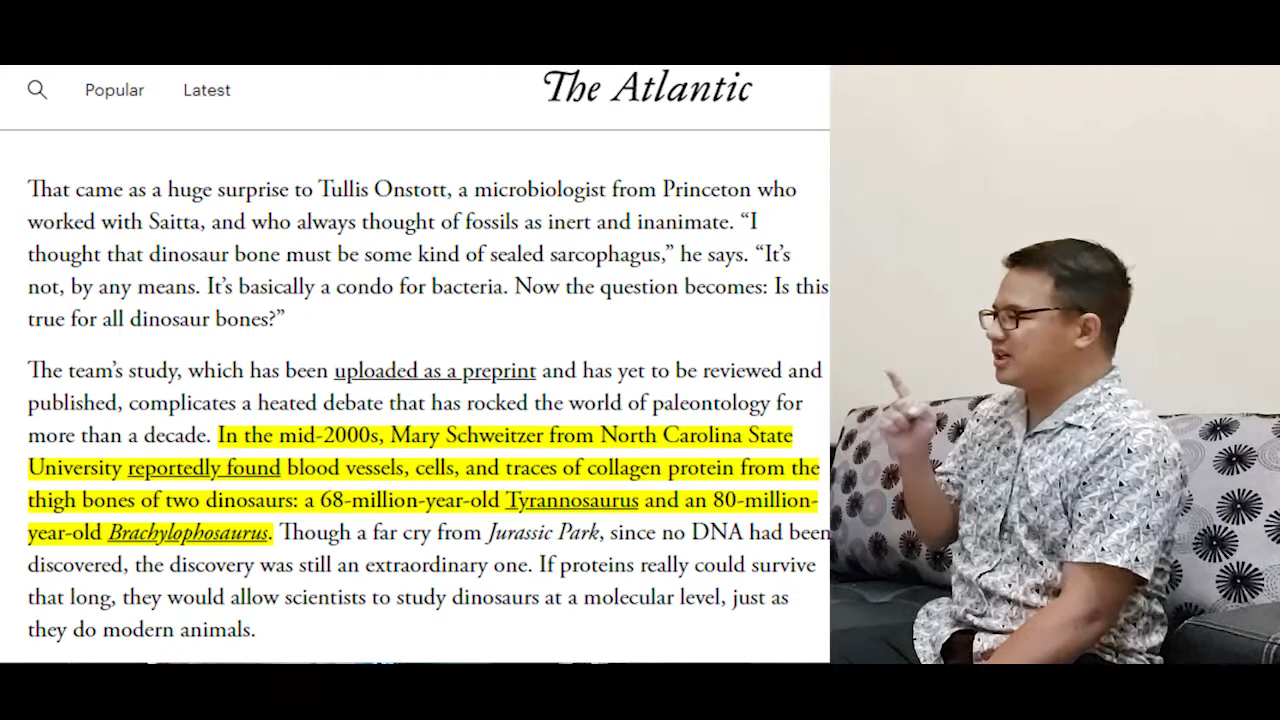 Popular Latest The Atlantic
That came as a huge surprise to Tullis Onstott, a microbiologist from Princeton who
worked with Saitta, and who always thought of fossils as inert and inanimate. “I
thought that dinosaur bone must be some kind of sealed sarcophagus,” he says. “It’s
not, by any means. It’s basically a condo for bacteria. Now the question becomes: Is this
true for all dinosaur bones?”
The team’s study, which has been uploaded as a preprint and has yet to be reviewed and
published, complicates a heated debate that has rocked the world of paleontology for
more than a decade. In the mid-2000s, Mary Schweitzer from North Carolina State
University reportedly found blood vessels, cells, and traces of collagen protein from the
thigh bones of two dinosaurs: a 68-million-year-old Tyrannosaurus and an 80-million-
year-old Brachylophosaurus. Though a far cry from Jurassic Park, since no DNA had been
discovered, the discovery was still an extraordinary one. If proteins really could survive
that long, they would allow scientists to study dinosaurs at a molecular level, just as
they do modern animals.